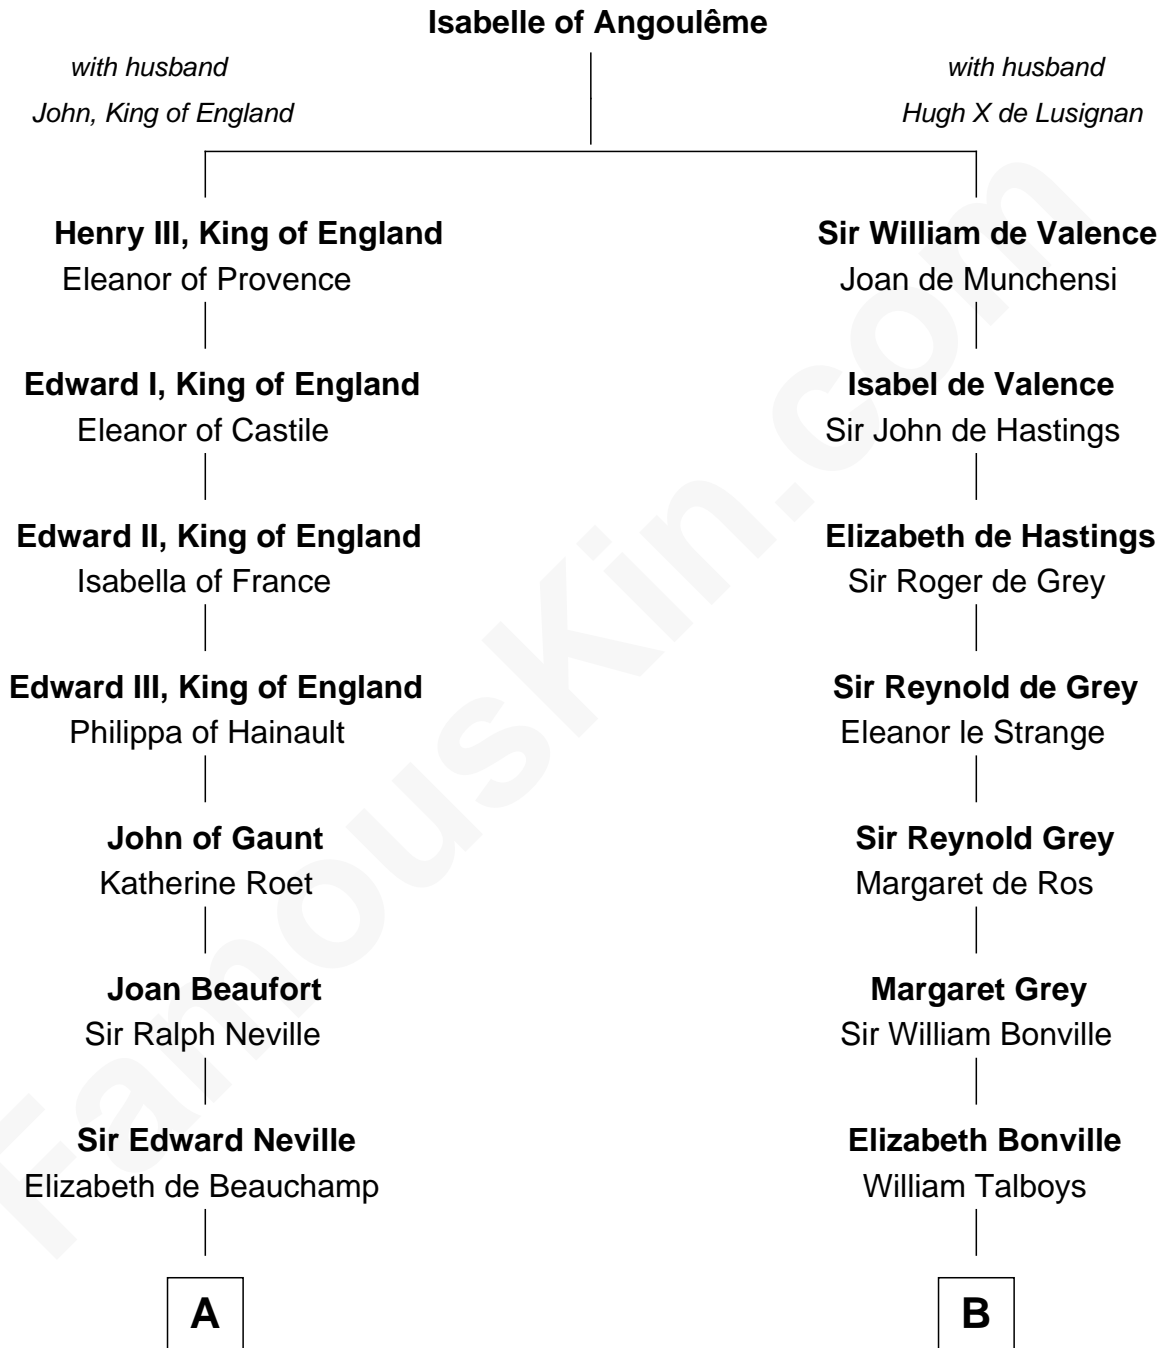 Isabelle of Angoulême
with husband
John, King of England
with husband
Hugh X de Lusignan
Henry III, King of England
Eleanor of Provence
Sir William de Valence
Joan de Munchensi
Edward I, King of England
Eleanor of Castile
Isabel de Valence
Sir John de Hastings
Edward II, King of England
Isabella of France
Elizabeth de Hastings
Sir Roger de Grey
Edward III, King of England
Philippa of Hainault
Sir Reynold de Grey
Eleanor le Strange
John of Gaunt
Katherine Roet
Sir Reynold Grey
Margaret de Ros
Joan Beaufort
Sir Ralph Neville
Margaret Grey
Sir William Bonville
Sir Edward Neville
Elizabeth de Beauchamp
Elizabeth Bonville
William Talboys
A
B
FamousKin.com